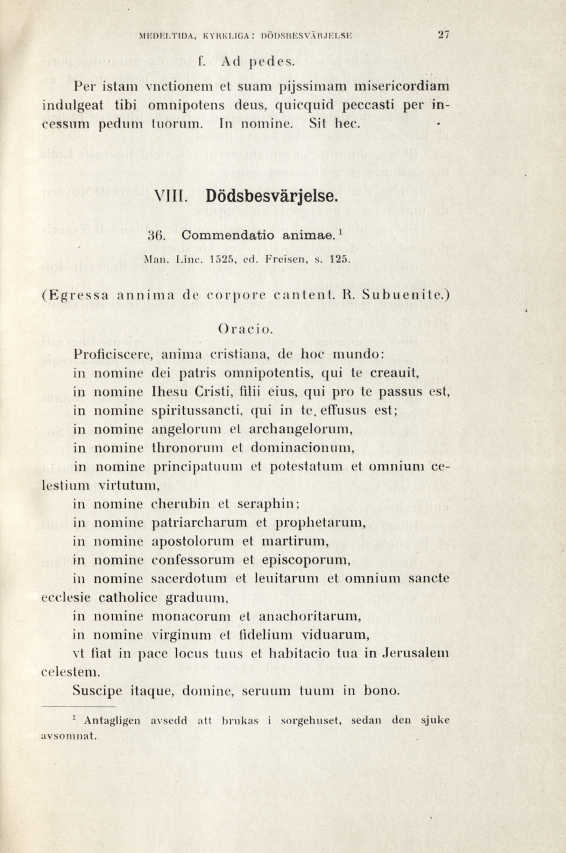 MEDELTIDA, KYRKLIGA: DÖDSBESVÄRJELSE 27
f. Ad pedes.
Per istam vnctionem et suam pijssimam misericordiam
indulgeat tibi omnipotens deus, quicquid peccasti per in-
cessum pedum tuorum. In nomine. Sit hec.
VIII. Dödsbesvärjelse.
36. Commendatio animae.¹
Man. Linc. 1525, ed. Freisen, s. 125.
(Egressa annima de corpore cantent. R. Subuenite.)
Oracio.
Proficiscere, anima cristiana, de hoc mundo:
in nomine dei patris omnipotentis, qui te creauit,
in nomine Ihesu Cristi, filii eius, qui pro te passus est,
in nomine spiritussancti, qui in te. effusus est;
in nomine angelorum et archangelorum,
in nomine thronorum et dominacionum,
in nomine principatuum et potestatum et omnium ce-
lestium virtutum,
in nomine cherubin et seraphin;
in nomine patriarcharum et prophetarum,
in nomine apostolorum et martirum,
in nomine confessorum et episcoporum,
in nomine sacerdotum et leuitarum et omnium sancte
ecclesie catholice graduum,
in nomine monacorum et anachoritarum,
in nomine virginum et fidelium viduarum,
vt fiat in pace locus tuus et habitacio tua in Jerusalem
celestem.
Suscipe itaque, domine, seruum tuum in bono.
¹ Antagligen avsedd att brukas i sorgehuset, sedan den sjuke
avsomnat.